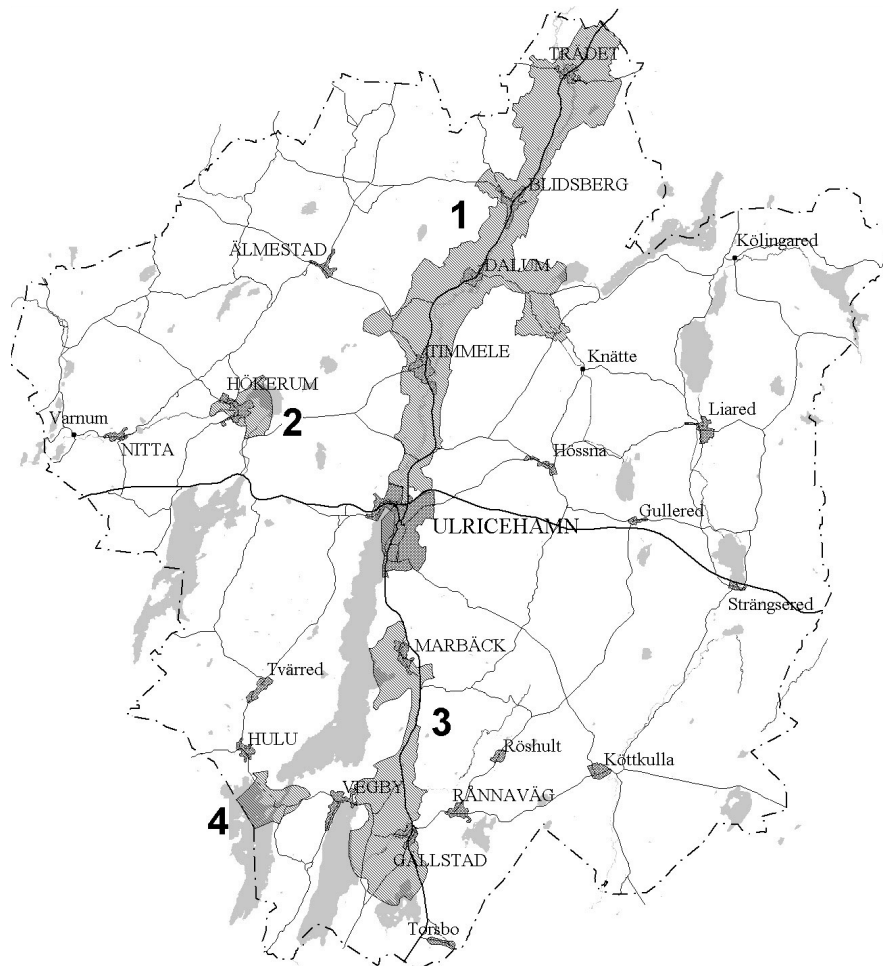 TRÄDET
BLIDSBERG
1
ÄLMESTAD
Kölingared
DALUM
TIMMELE
Knätte
HÖKERUM
Varnum
2
Liared
NITTA
Hössna
Gullered
ULRICEHAMN
Strängsered
MARBÄCK
Tvärred
3
HULU
Röshult
Köttkulla
VEGBY
RÅNNAVÄG
4
GÄLLSTAD
Torsbo